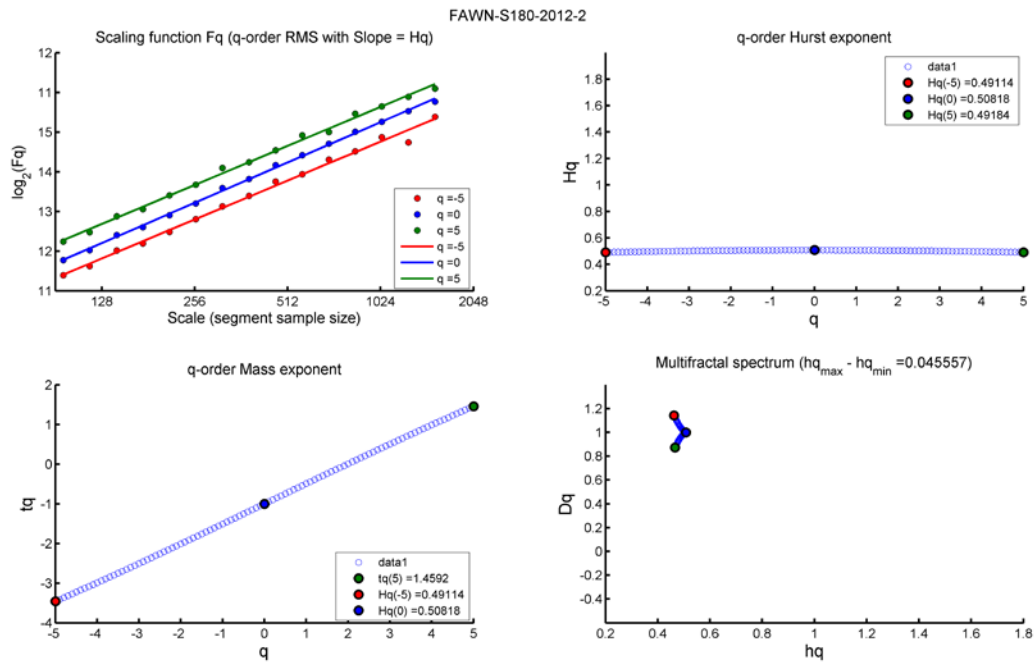 FAWN-S180-2012-2
Scaling function Fq (q-order RMS with Slope = Hq)
12
12
15
14
13
12
11
log2(Fq)
128 256 512 1024 2048
Scale (segment sample size)
q =-5
q =0
q =5
q =-5
q =0
q =5
q-order Hurst exponent
1.8
1.6
1.4
1.2
1
0.8
0.6
0.4
0.2
Hq
-5 -4 -3 -2 -1 0 1 2 3 4 5
q
data1
Hq(-5) =0.49114
Hq(0) =0.50818
Hq(5) =0.49184
q-order Mass exponent
2
1
0
-1
-2
-3
-4
tq
-5 -4 -3 -2 -1 0 1 2 3 4 5
q
data1
tq(5) =1.4592
Hq(-5) =0.49114
Hq(0) =0.50818
Multifractal spectrum (hqmax - hqmin =0.045557)
1.2
1
0.8
0.6
0.4
0.2
0
-0.2
-0.4
-0.6
Dq
0.2 0.4 0.6 0.8 1 1.2 1.4 1.6 1.8
hq